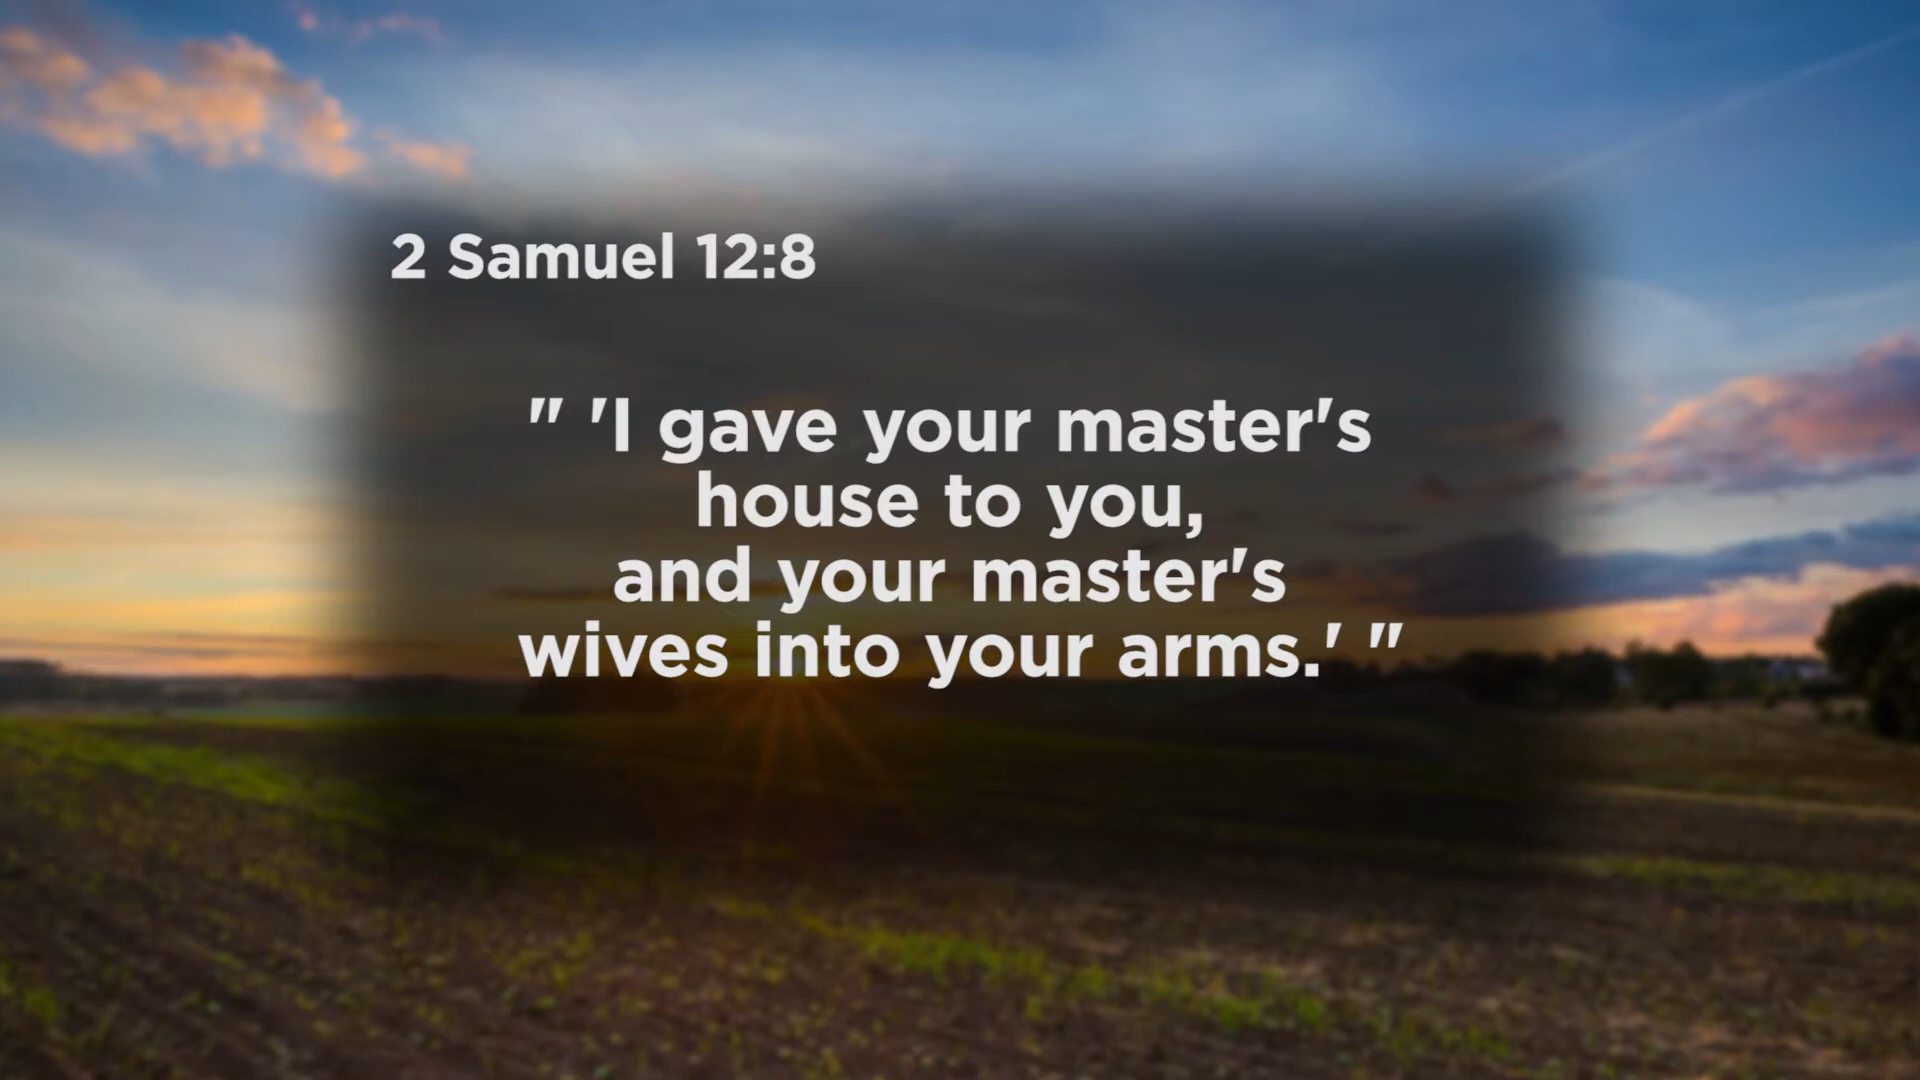 2 Samuel 12:8
" 'I gave your master's
house to you,
and your master's
wives into your arms.' "